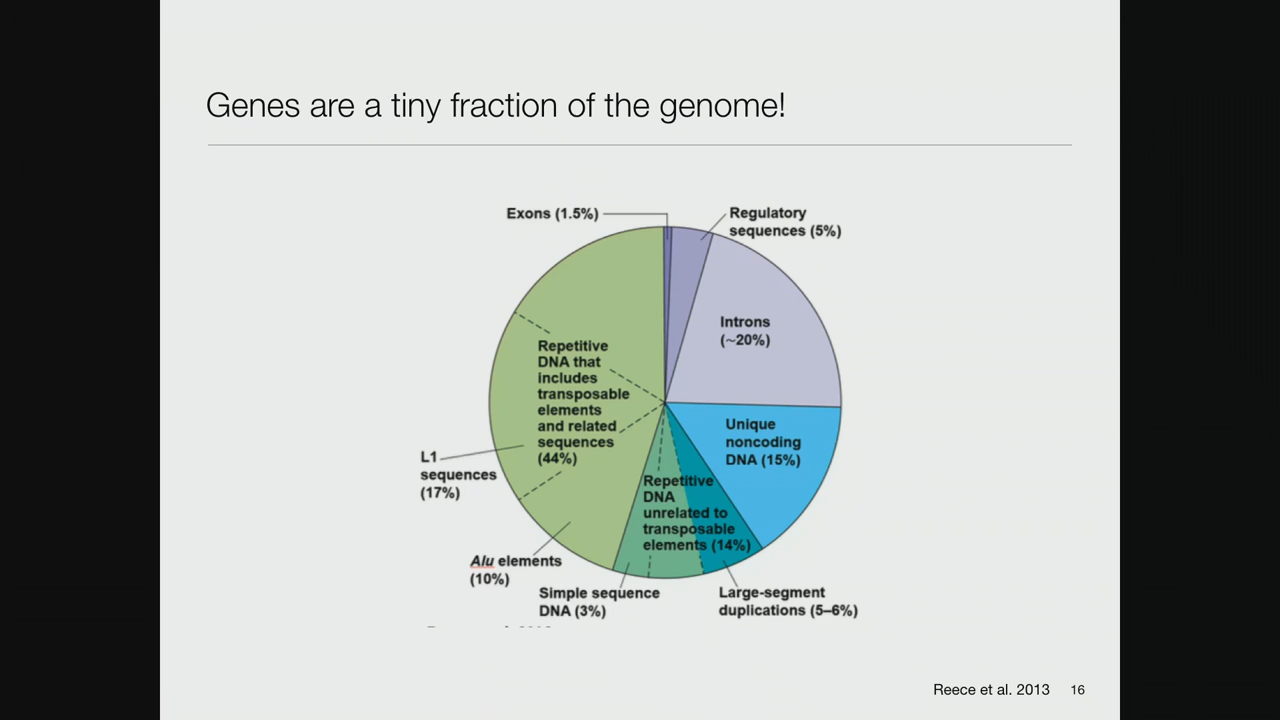 Genes are a tiny fraction of the genome!
Exons (1.5%)
Regulatory
sequences (5%)
Introns
(~20%)
Unique
noncoding
DNA (15%)
Repetitive
DNA that
includes
transposable
elements
and related
sequences
(44%)
L1
sequences
(17%)
Repetitive
DNA
unrelated to
transposable
elements (14%)
Alu elements
(10%)
Simple sequence
DNA (3%)
Large-segment
duplications (5–6%)
Reece et al. 2013 16